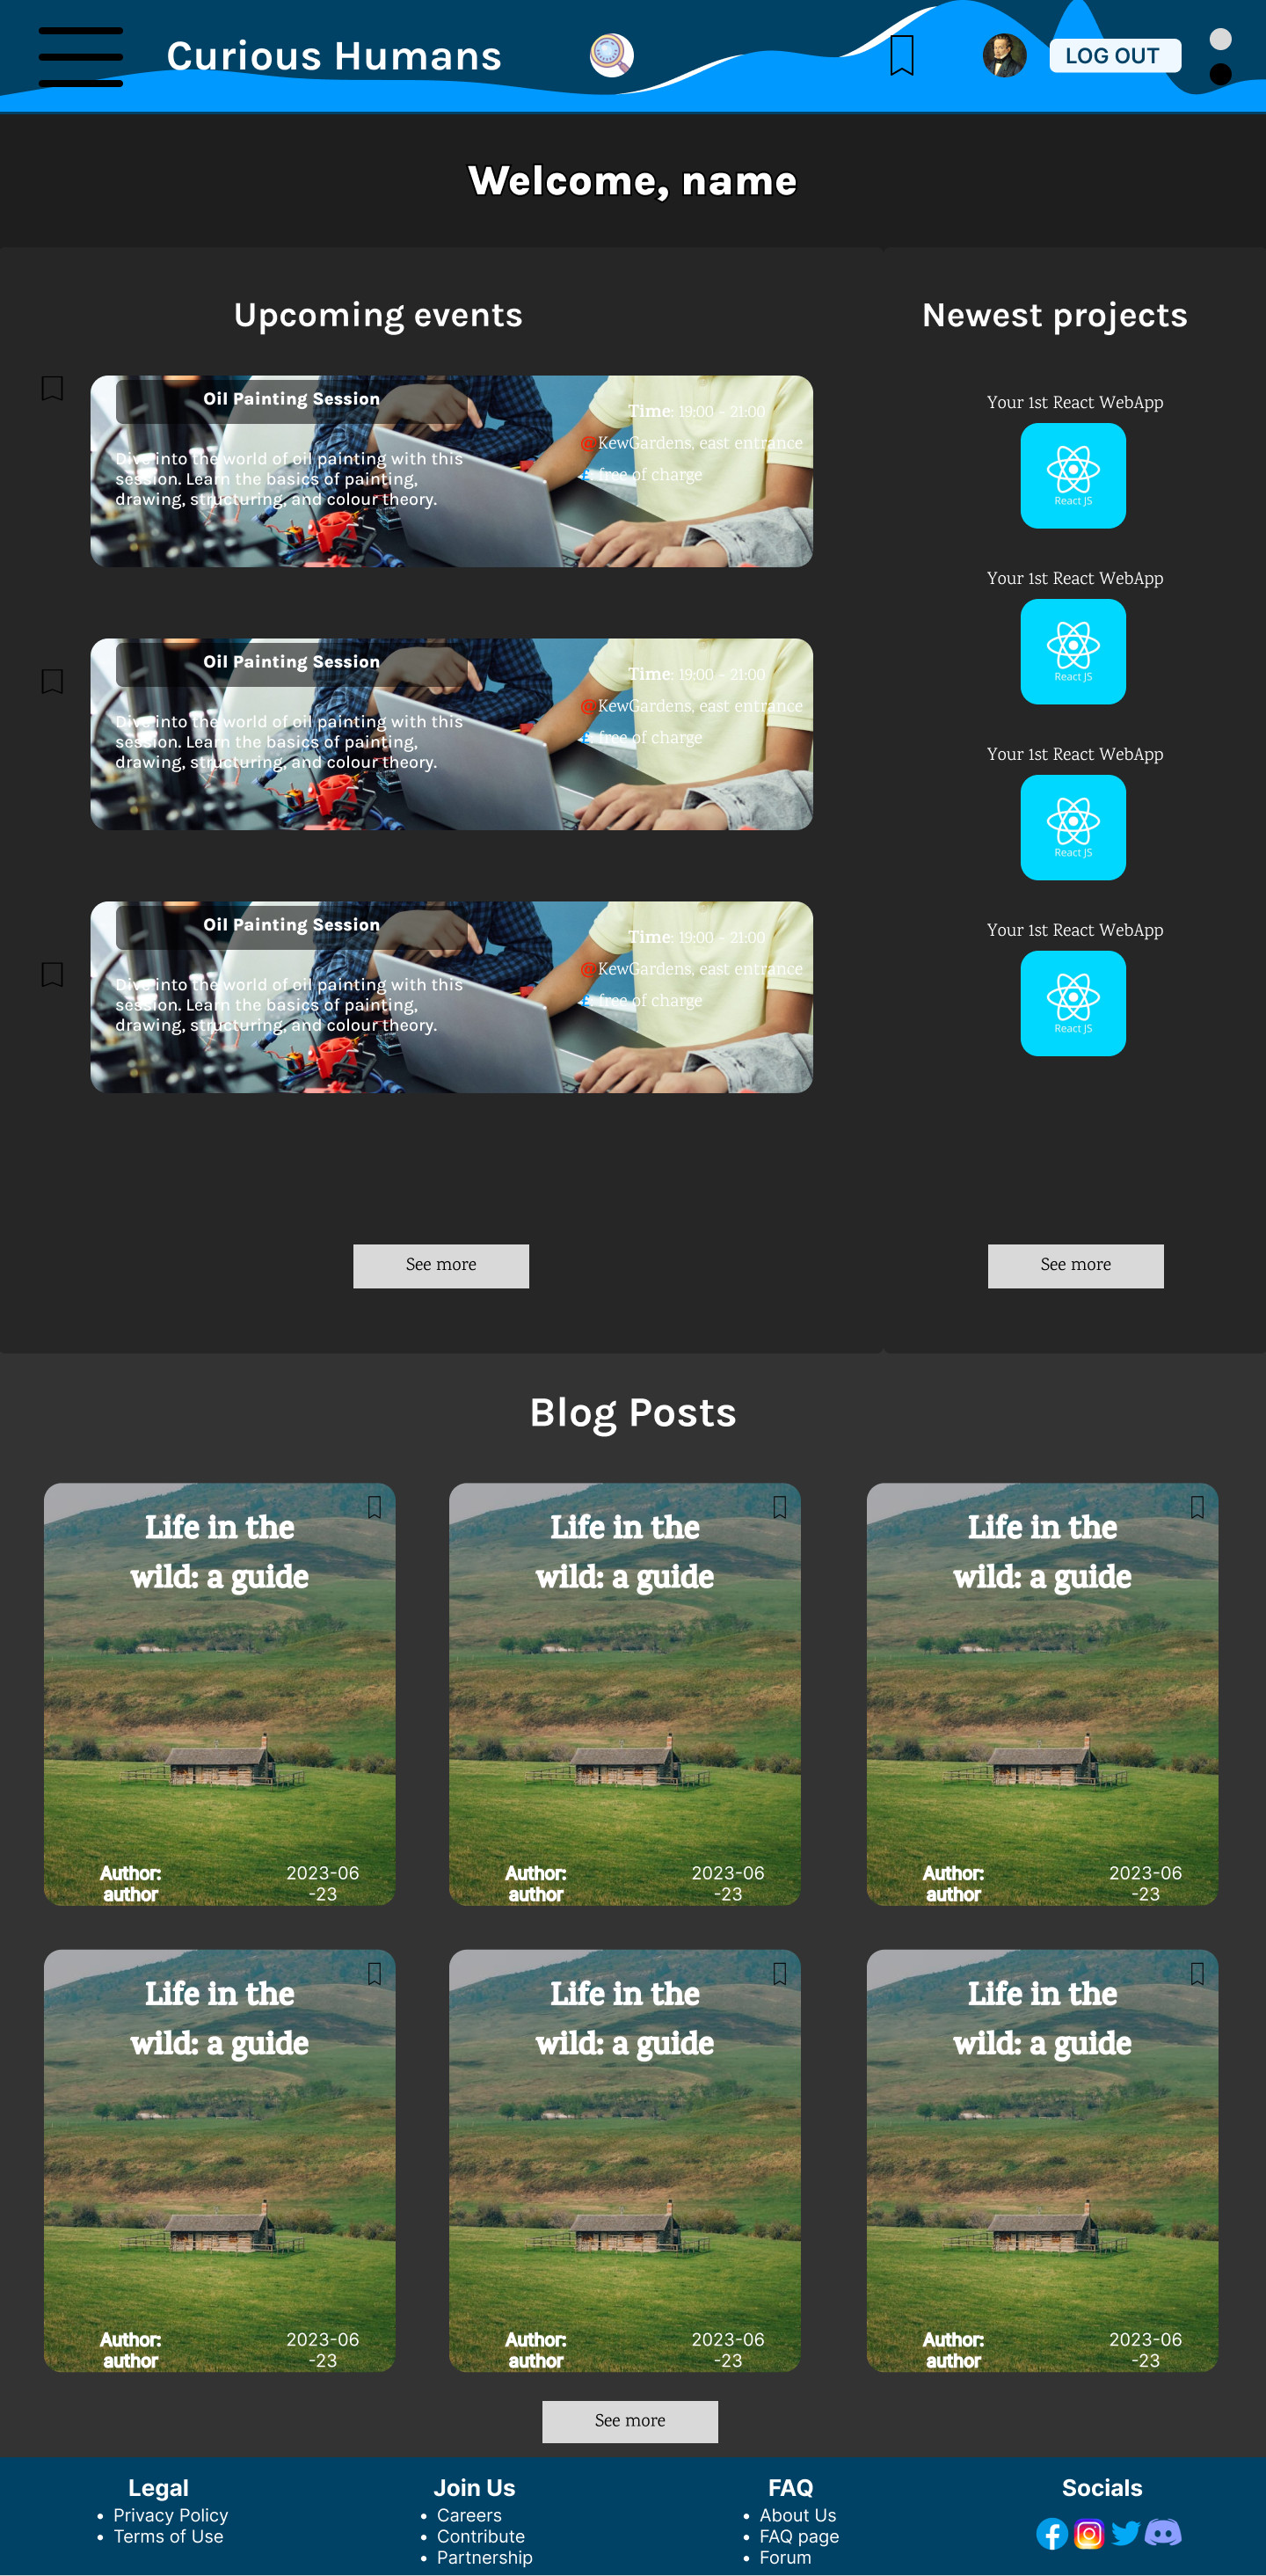 Curious Humans
LOG OUT
Welcome, name
Upcoming events
Oil Painting Session
Dive into the world of oil painting with this
session. Learn the basics of painting,
drawing, structuring, and colour theory.
Time: 19:00 - 21:00
@KewGardens, east entrance
£: free of charge
Oil Painting Session
Dive into the world of oil painting with this
session. Learn the basics of painting,
drawing, structuring, and colour theory.
Time: 19:00 - 21:00
@KewGardens, east entrance
£: free of charge
Oil Painting Session
Dive into the world of oil painting with this
session. Learn the basics of painting,
drawing, structuring, and colour theory.
Time: 19:00 - 21:00
@KewGardens, east entrance
£: free of charge
See more
Newest projects
Your 1st React WebApp
React JS
Your 1st React WebApp
React JS
Your 1st React WebApp
React JS
Your 1st React WebApp
React JS
See more
Blog Posts
Life in the
wild: a guide
Author:
author
2023-06
-23
Life in the
wild: a guide
Author:
author
2023-06
-23
Life in the
wild: a guide
Author:
author
2023-06
-23
Life in the
wild: a guide
Author:
author
2023-06
-23
Life in the
wild: a guide
Author:
author
2023-06
-23
Life in the
wild: a guide
Author:
author
2023-06
-23
See more
Legal
• Privacy Policy
• Terms of Use
Join Us
• Careers
• Contribute
• Partnership
FAQ
• About Us
• FAQ page
• Forum
Socials